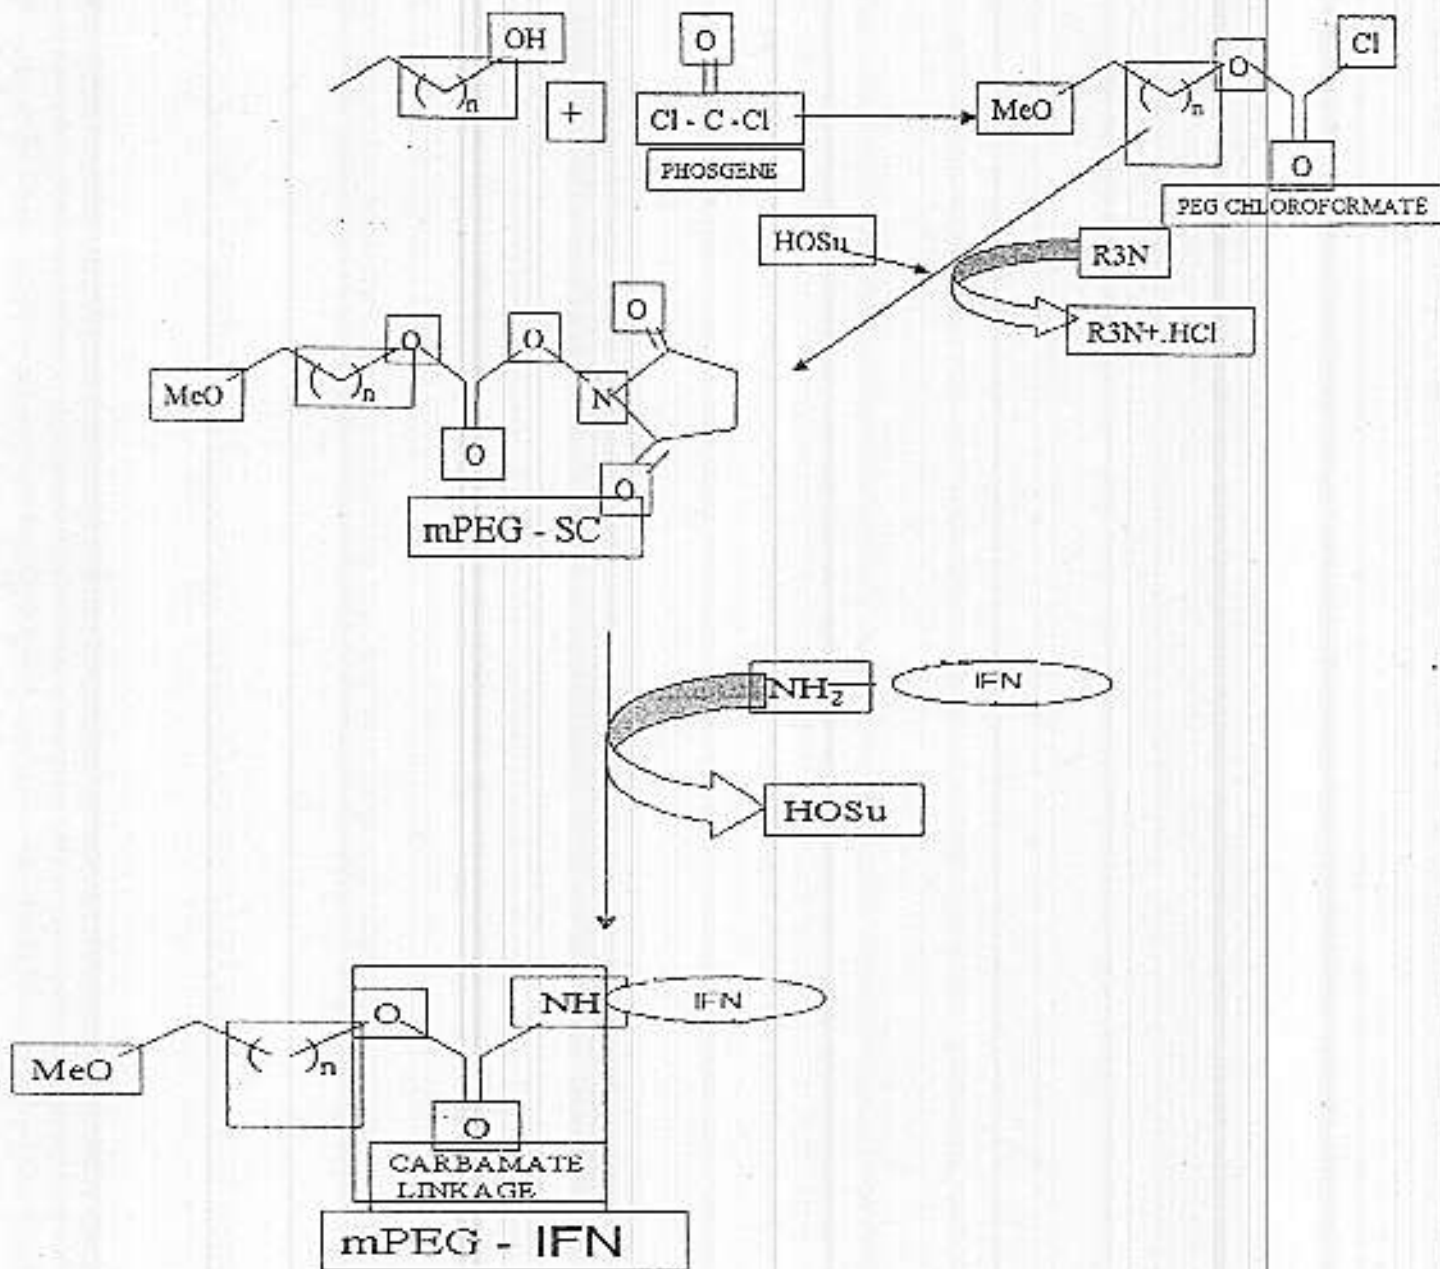 OH
( )n
+
O
Cl - C - Cl
PHOSGENE
MeO
( )n
O
Cl
O
PEG CHLOROFORMATE
HOSu
R3N
R3N+.HCl
MeO
( )n
O
O
O
N
O
O
mPEG - SC
NH₂
IFN
HOSu
MeO
( )n
O
O
NH
IFN
CARBAMATE
LINKAGE
mPEG - IFN